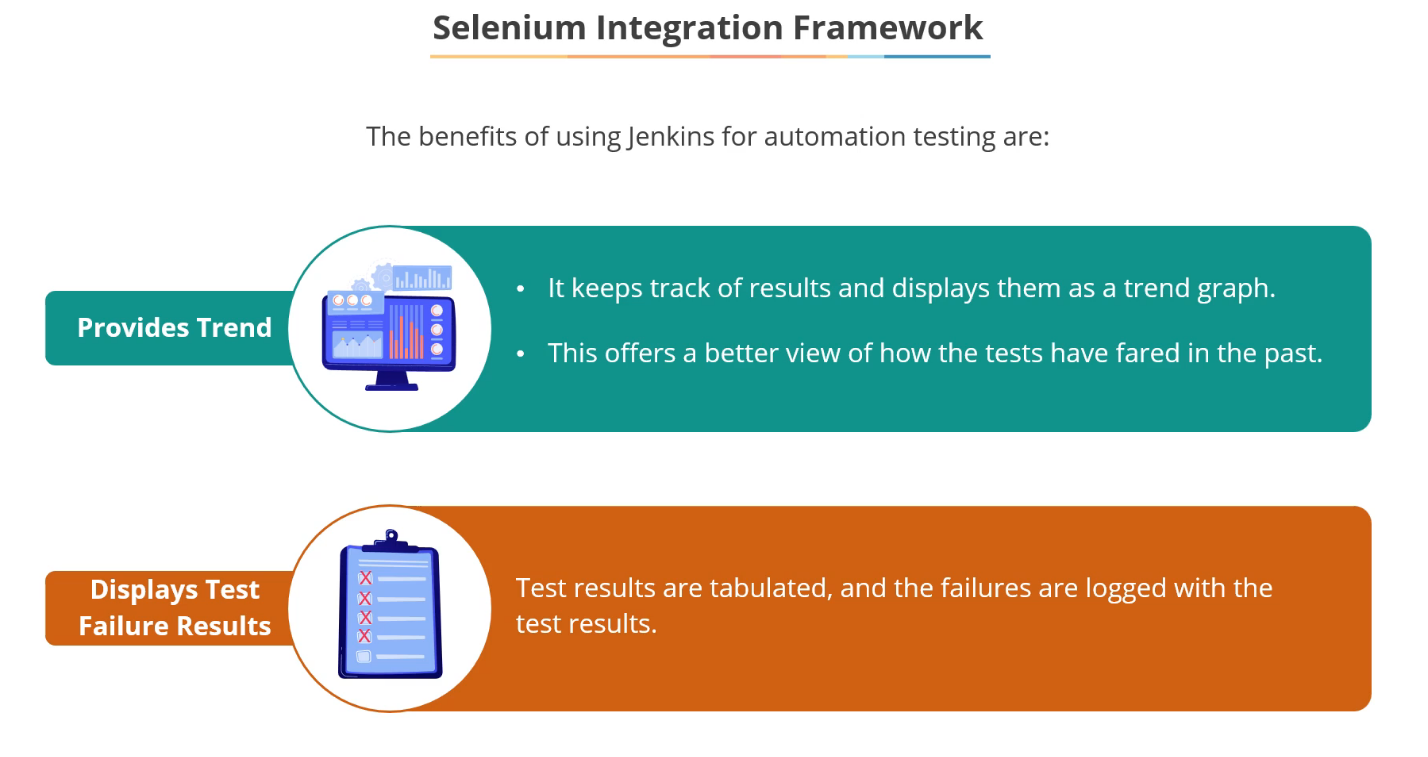 Selenium Integration Framework
The benefits of using Jenkins for automation testing are:
Provides Trend
• It keeps track of results and displays them as a trend graph.
• This offers a better view of how the tests have fared in the past.
Displays Test
Failure Results
Test results are tabulated, and the failures are logged with the
test results.